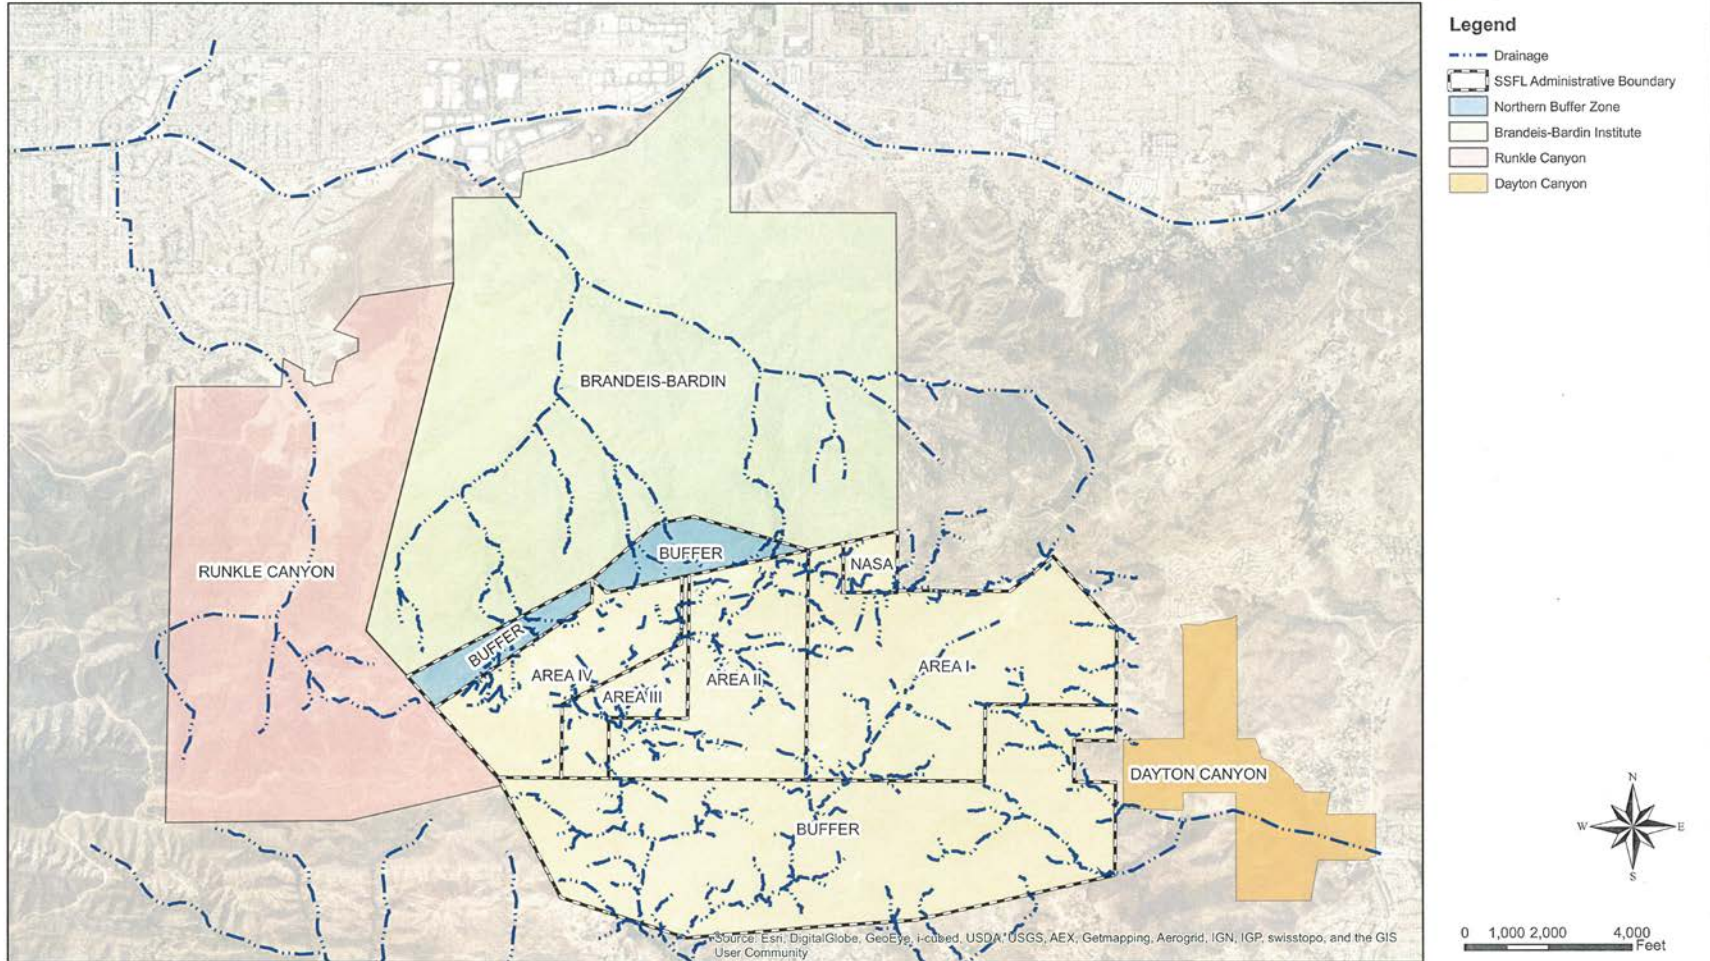 Legend
Drainage
SSFL Administrative Boundary
Northern Buffer Zone
Brandeis-Bardin Institute
Runkle Canyon
Dayton Canyon
BRANDEIS-BARDIN
BUFFER
NASA
RUNKLE CANYON
BUFFER
AREA IV
AREA III
AREA II
AREA I
DAYTON CANYON
BUFFER
N
W E
S
0 1,000 2,000 4,000
Feet
Source: Esri, DigitalGlobe, GeoEye, i-cubed, USDA, USGS, AEX, Getmapping, Aerogrid, IGN, IGP, swisstopo, and the GIS
User Community